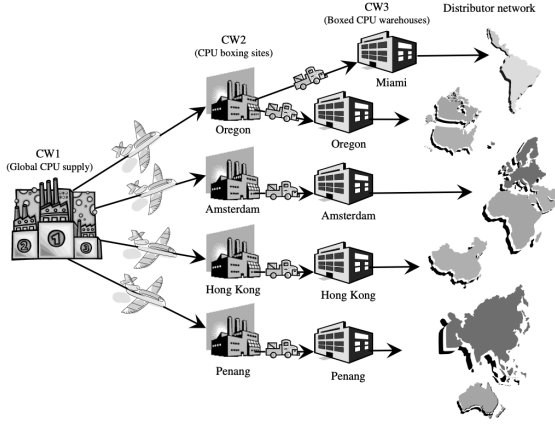 CW3
(Boxed CPU warehouses)
Distributor network
CW2
(CPU boxing sites)
Miami
Oregon
Oregon
CW1
(Global CPU supply)
2
1
3
Amsterdam
Amsterdam
Hong Kong
Hong Kong
Penang
Penang